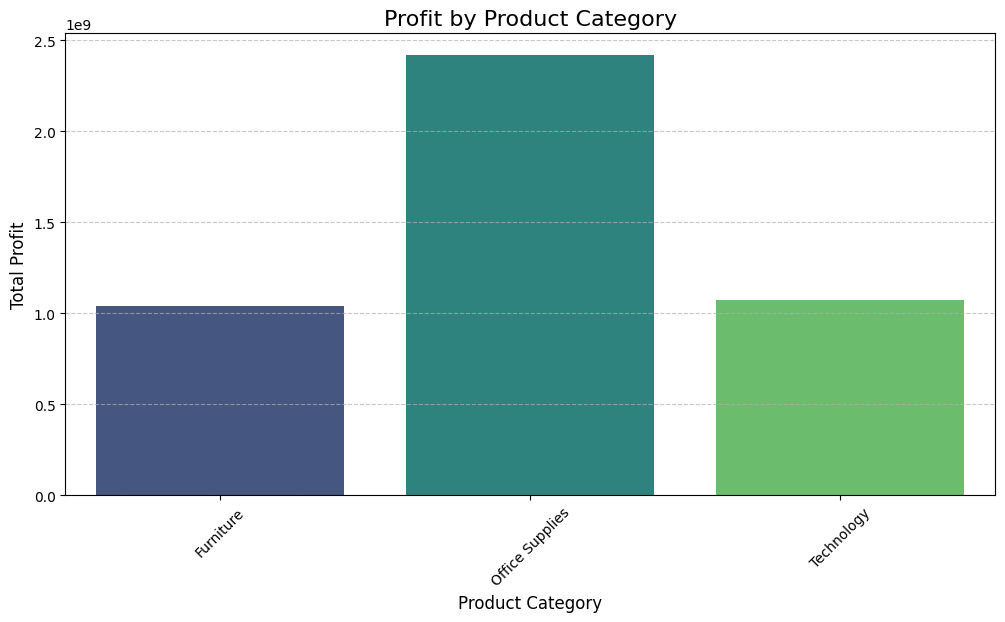 Profit by Product Category
1e9
2.5
2.0
1.5
1.0
0.5
0.0
Total Profit
Furniture
Office Supplies
Technology
Product Category